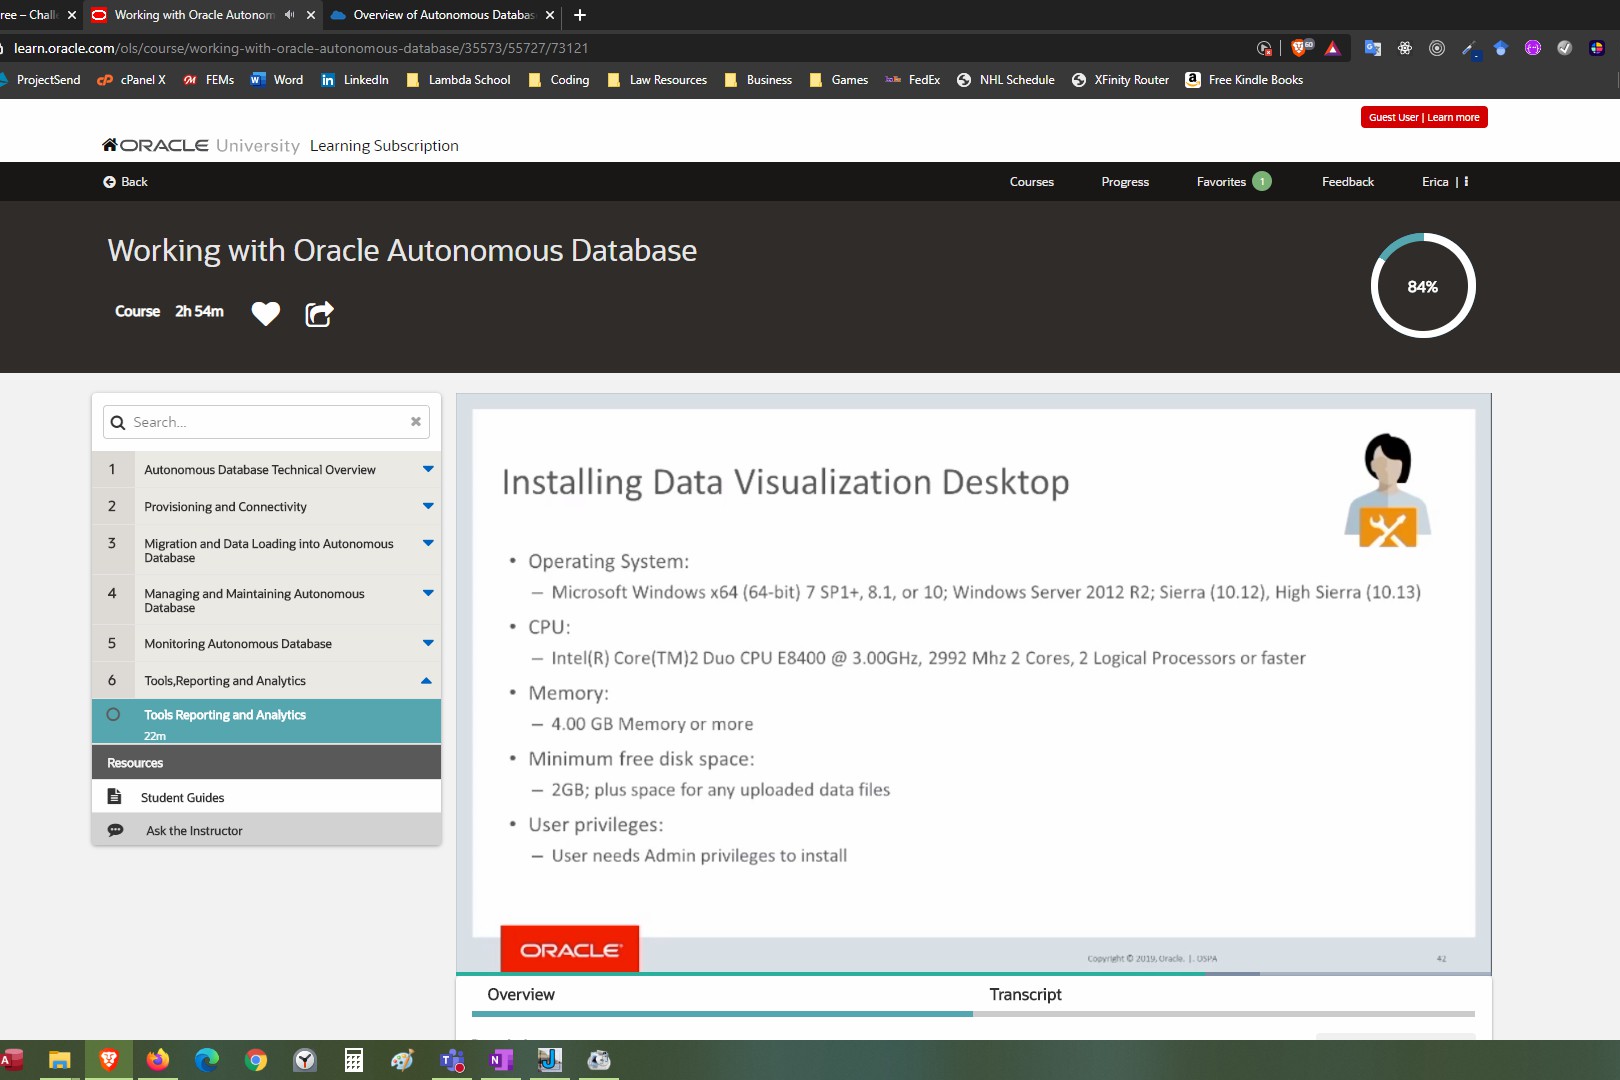 ree – Chall
Working with Oracle Autonom
Overview of Autonomous Databas
learn.oracle.com/ols/course/working-with-oracle-autonomous-database/35573/55727/73121
60
ProjectSend
cPanel X
FEMs
Word
LinkedIn
Lambda School
Coding
Law Resources
Business
Games
FedEx
NHL Schedule
XFinity Router
Free Kindle Books
Guest User | Learn more
ORACLE University Learning Subscription
Back
Courses
Progress
Favorites 1
Feedback
Erica |
Working with Oracle Autonomous Database
Course 2h 54m
84%
Search...
1 Autonomous Database Technical Overview
2 Provisioning and Connectivity
3 Migration and Data Loading into Autonomous
Database
4 Managing and Maintaining Autonomous
Database
5 Monitoring Autonomous Database
6 Tools,Reporting and Analytics
Tools Reporting and Analytics
22m
Resources
Student Guides
Ask the Instructor
Installing Data Visualization Desktop
• Operating System:
– Microsoft Windows x64 (64-bit) 7 SP1+, 8.1, or 10; Windows Server 2012 R2; Sierra (10.12), High Sierra (10.13)
• CPU:
– Intel(R) Core(TM)2 Duo CPU E8400 @ 3.00GHz, 2992 Mhz 2 Cores, 2 Logical Processors or faster
• Memory:
– 4.00 GB Memory or more
• Minimum free disk space:
– 2GB; plus space for any uploaded data files
• User privileges:
– User needs Admin privileges to install
ORACLE
Copyright © 2019, Oracle. |. DSPA
42
Overview
Transcript